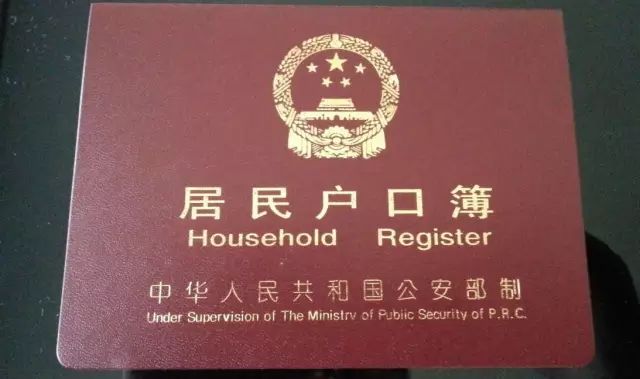 居民户口簿
Household Register
中华人民共和国公安部制
Under Supervision of The Ministry of Public Security of P.R.C.